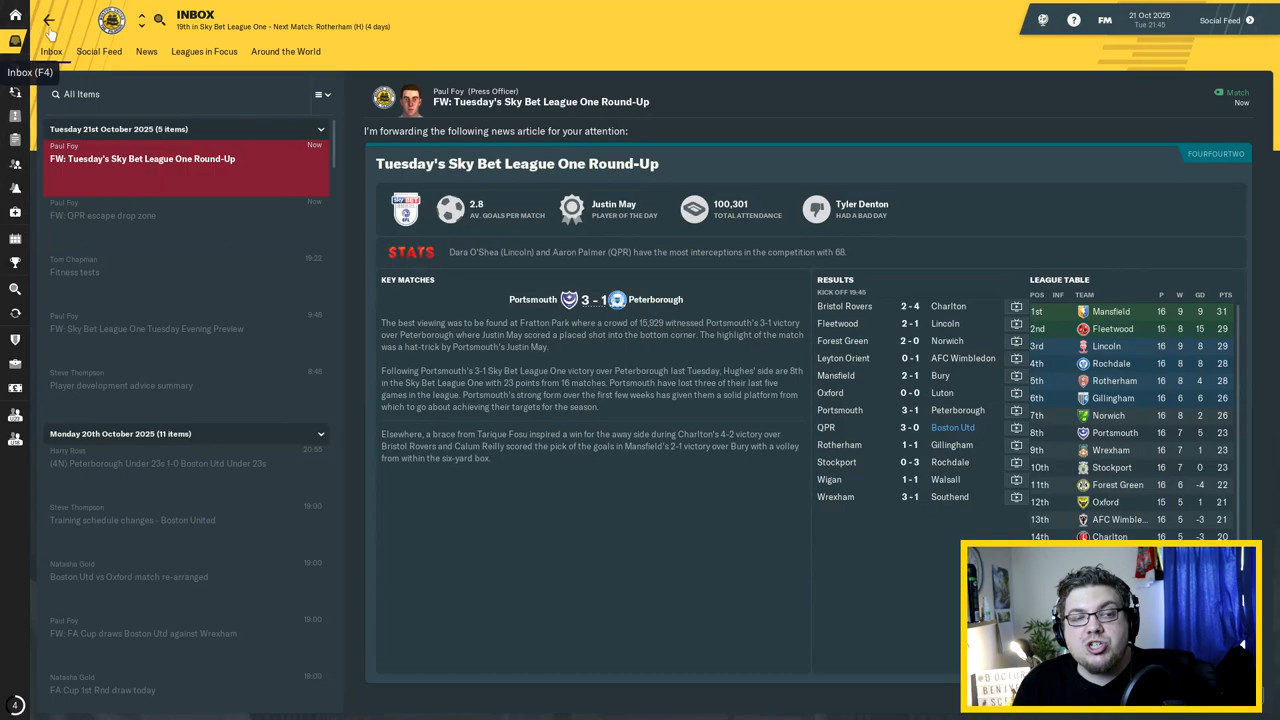 INBOX
19th in Sky Bet League One - Next Match: Rotherham (H) (4 days)
FM
21 Oct 2025
Tue 21:45
Social Feed
Inbox
Social Feed
News
Leagues in Focus
Around the World
Inbox (F4)
All Items
Tuesday 21st October 2025 (5 items)
Paul Foy
Now
FW: Tuesday's Sky Bet League One Round-Up
Paul Foy
Now
FW: QPR escape drop zone
Tom Chapman
19:22
Fitness tests
Paul Foy
9:48
FW: Sky Bet League One Tuesday Evening Preview
Steve Thompson
8:48
Player development advice summary
Monday 20th October 2025 (11 items)
Harry Ross
20:55
(4N) Peterborough Under 23s 1-0 Boston Utd Under 23s
Steve Thompson
19:00
Training schedule changes - Boston United
Natasha Gold
19:00
Boston Utd vs Oxford match re-arranged
Paul Foy
19:00
FW: FA Cup draws Boston Utd against Wrexham
Natasha Gold
19:00
FA Cup 1st Rnd draw today
Paul Foy (Press Officer)
FW: Tuesday's Sky Bet League One Round-Up
Match
Now
I'm forwarding the following news article for your attention:
Tuesday's Sky Bet League One Round-Up
FOURFOURTWO
2.8
AV. GOALS PER MATCH
Justin May
PLAYER OF THE DAY
100,301
TOTAL ATTENDANCE
Tyler Denton
HAD A BAD DAY
STATS
Dara O'Shea (Lincoln) and Aaron Palmer (QPR) have the most interceptions in the competition with 68.
KEY MATCHES
Portsmouth 3 - 1 Peterborough
The best viewing was to be found at Fratton Park where a crowd of 15,929 witnessed Portsmouth's 3-1 victory
over Peterborough where Justin May scored a placed shot into the bottom corner. The highlight of the match
was a hat-trick by Portsmouth's Justin May.
Following Portsmouth's 3-1 Sky Bet League One victory over Peterborough last Tuesday, Hughes' side are 8th
in the Sky Bet League One with 23 points from 16 matches. Portsmouth have lost three of their last five
games in the league. Portsmouth's strong form over the first few weeks has given them a solid platform from
which to go about achieving their targets for the season.
Elsewhere, a brace from Tarique Fosu inspired a win for the away side during Charlton's 4-2 victory over
Bristol Rovers and Calum Reilly scored the pick of the goals in Mansfield's 2-1 victory over Bury with a volley
from within the six-yard box.
RESULTS
KICK OFF 19:45
Bristol Rovers 2 - 4 Charlton
Fleetwood 2 - 1 Lincoln
Forest Green 2 - 0 Norwich
Leyton Orient 0 - 1 AFC Wimbledon
Mansfield 2 - 1 Bury
Oxford 0 - 0 Luton
Portsmouth 3 - 1 Peterborough
QPR 3 - 0 Boston Utd
Rotherham 1 - 1 Gillingham
Stockport 0 - 3 Rochdale
Wigan 1 - 1 Walsall
Wrexham 3 - 1 Southend
LEAGUE TABLE
POS INF TEAM P W GD PTS
1st Mansfield 16 9 9 31
2nd Fleetwood 15 8 15 29
3rd Lincoln 16 9 8 29
4th Rochdale 16 8 8 28
5th Rotherham 16 8 4 28
6th Gillingham 16 6 6 26
7th Norwich 16 8 2 26
8th Portsmouth 16 7 5 23
9th Wrexham 16 7 1 23
10th Stockport 16 7 0 23
11th Forest Green 16 6 -4 22
12th Oxford 15 5 1 21
13th AFC Wimble... 16 5 -3 21
14th Charlton 16 5 -3 20
4